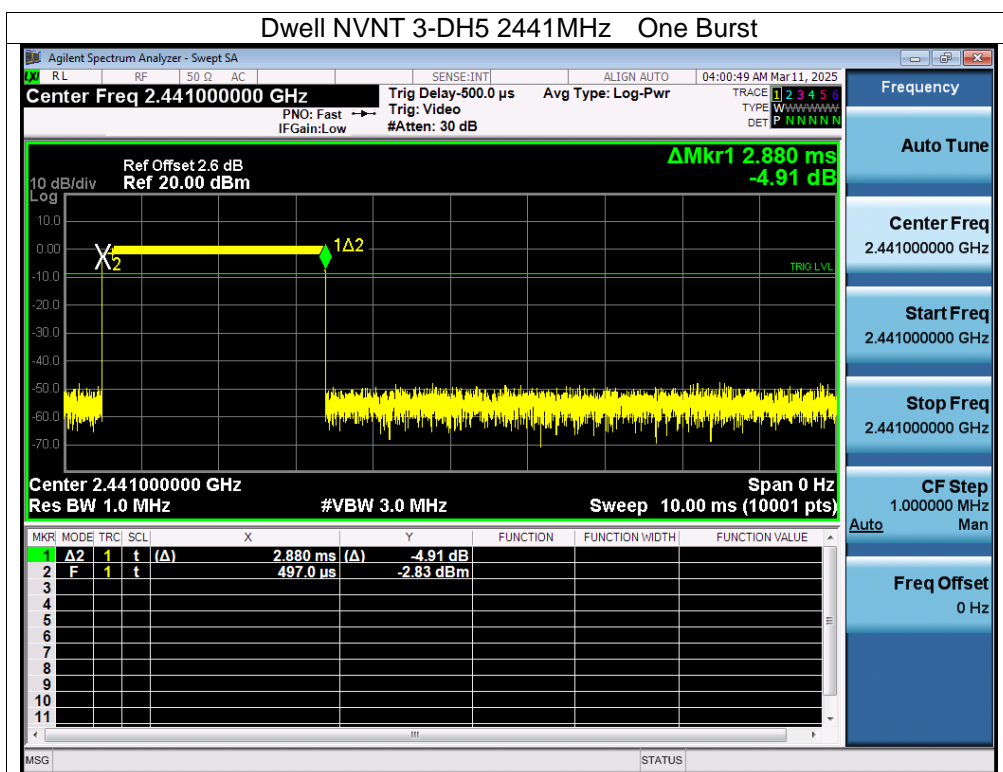 Dwell NVNT 3-DH5 2441MHz One Burst
Agilent Spectrum Analyzer - Swept SA
LXI RL RF 50 Ω AC SENSE:INT ALIGN AUTO 04:00:49 AM Mar 11, 2025
Center Freq 2.441000000 GHz
PNO: Fast
IFGain:Low
Trig Delay-500.0 µs
Trig: Video
#Atten: 30 dB
Avg Type: Log-Pwr
TRACE 1 2 3 4 5 6
TYPE WWWWWW
DET P N N N N N
ΔMkr1 2.880 ms
-4.91 dB
Ref Offset 2.6 dB
10 dB/div Ref 20.00 dBm
Log
10.0
0.00
-10.0
-20.0
-30.0
-40.0
-50.0
-60.0
-70.0
2
1Δ2
TRIG LVL
Center 2.441000000 GHz Span 0 Hz
Res BW 1.0 MHz #VBW 3.0 MHz Sweep 10.00 ms (10001 pts)
MKR MODE TRC SCL X Y FUNCTION FUNCTION WIDTH FUNCTION VALUE
1 Δ2 1 t (Δ) 2.880 ms (Δ) -4.91 dB
2 F 1 t 497.0 µs -2.83 dBm
3
4
5
6
7
8
9
10
11
MSG STATUS
Frequency
Auto Tune
Center Freq
2.441000000 GHz
Start Freq
2.441000000 GHz
Stop Freq
2.441000000 GHz
CF Step
1.000000 MHz
Auto Man
Freq Offset
0 Hz